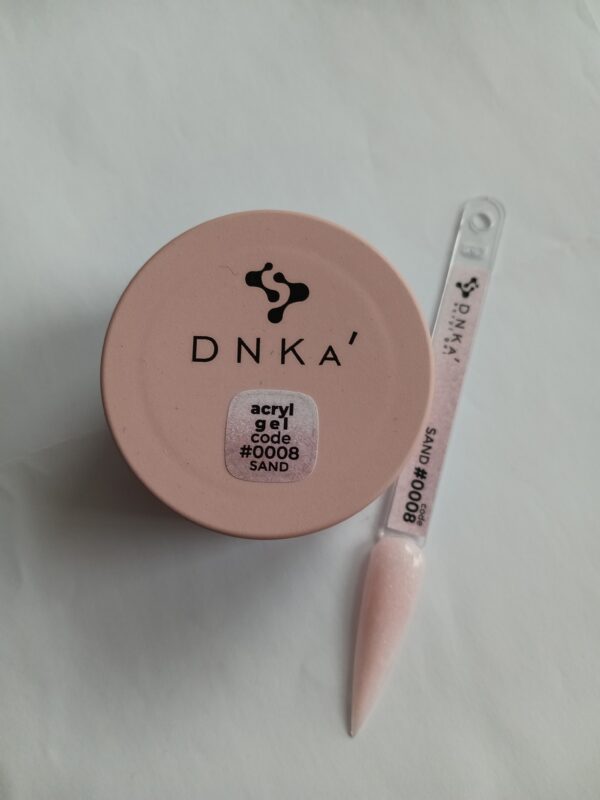 DNKA'
acryl
gel
code
#0008
SAND
DNKA'
code
SAND #0008